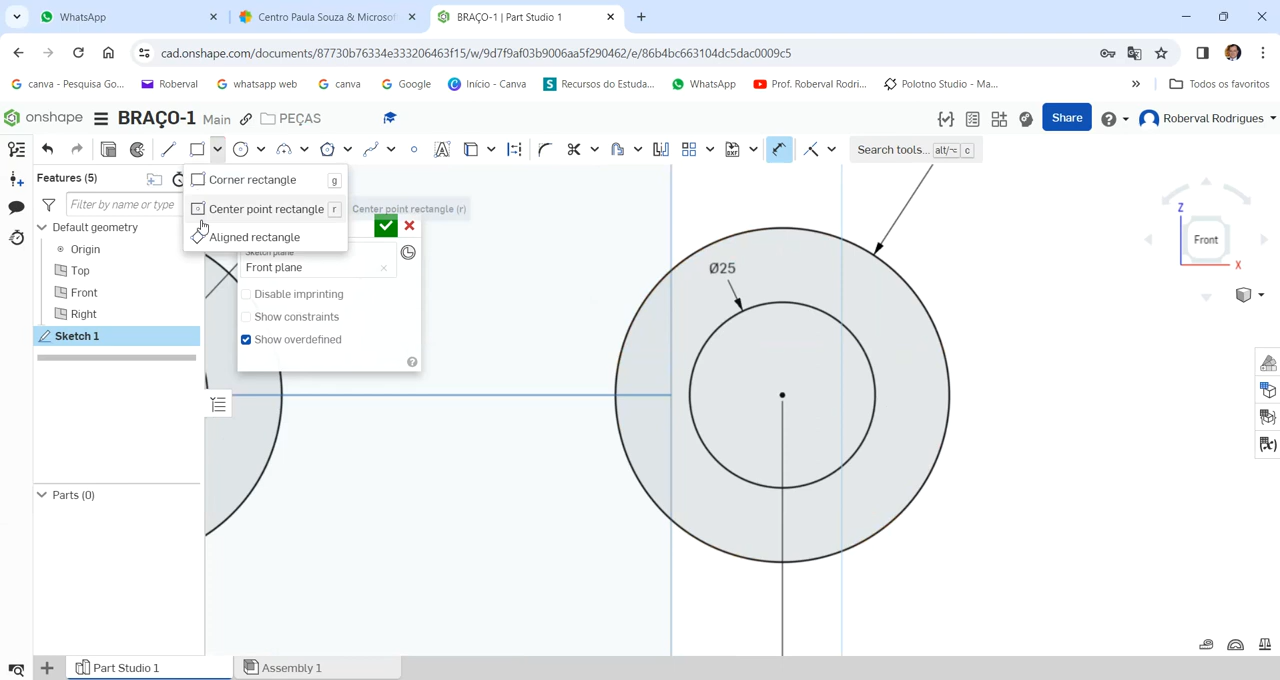 WhatsApp
Centro Paula Souza & Microsof
BRAÇO-1 | Part Studio 1
cad.onshape.com/documents/87730b76334e333206463f15/w/9d7f9af03b9006aa5f290462/e/86b4bc663104dc5dac0009c5
canva - Pesquisa Go...
Roberval
whatsapp web
canva
Google
Início - Canva
Recursos do Estuda...
WhatsApp
Prof. Roberval Rodri...
Polotno Studio - Ma...
»
Todos os favoritos
onshape
BRAÇO-1
Main
PEÇAS
Share
Roberval Rodrigues
Search tools...
alt/⌥ c
Features (5)
Filter by name or type
Default geometry
Origin
Top
Front
Right
Sketch 1
Parts (0)
Corner rectangle g
Center point rectangle r
Center point rectangle (r)
Aligned rectangle
Sketch plane
Front plane
Disable imprinting
Show constraints
Show overdefined
Ø25
Z
Front
X
Part Studio 1
Assembly 1